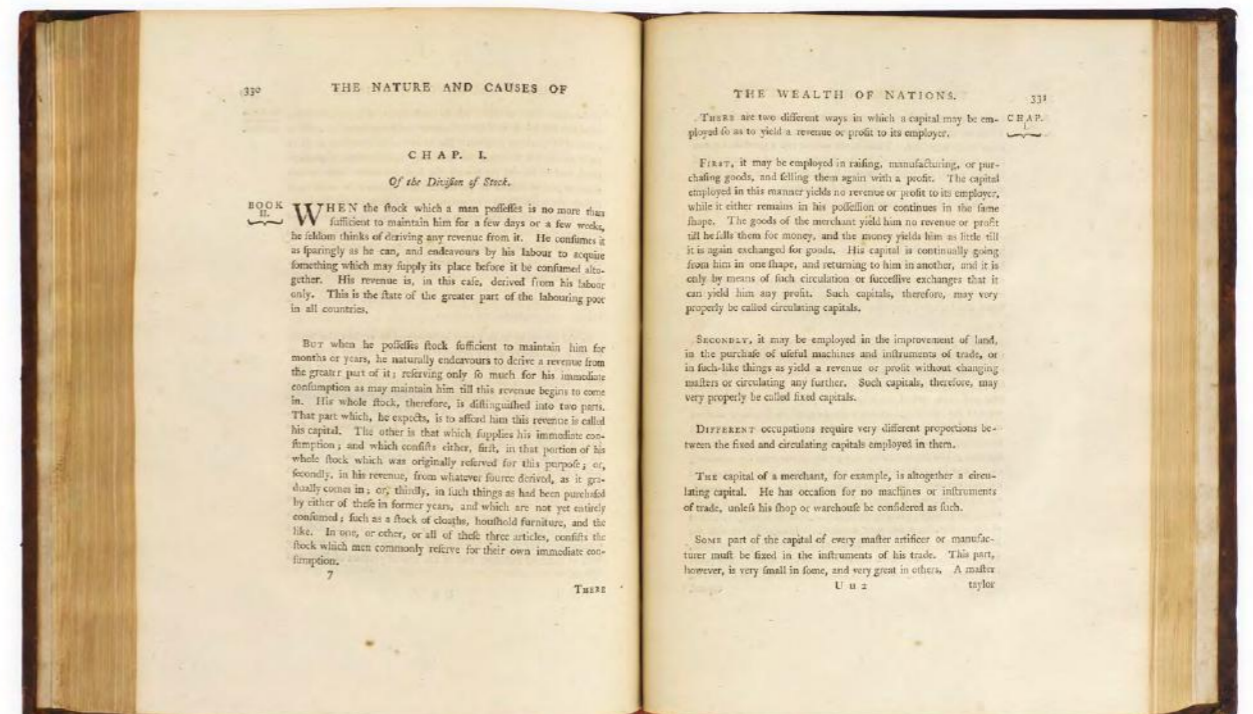 330
THE NATURE AND CAUSES OF
CHAP. I.
Of the Diviſion of Stock.
BOOK
II.
WHEN the ſtock which a man poſſeſſes is no more than
ſufficient to maintain him for a few days or a few weeks,
he ſeldom thinks of deriving any revenue from it. He conſumes it
as ſparingly as he can, and endeavours by his labour to acquire
ſomething which may ſupply its place before it be conſumed alto-
gether. His revenue is, in this caſe, derived from his labour
only. This is the ſtate of the greater part of the labouring poor
in all countries.
BUT when he poſſeſſes ſtock ſufficient to maintain him for
months or years, he naturally endeavours to derive a revenue from
the greater part of it; reſerving only ſo much for his immediate
conſumption as may maintain him till this revenue begins to come
in. His whole ſtock, therefore, is diſtinguiſhed into two parts.
That part which, he expects, is to afford him this revenue is called
his capital. The other is that which ſupplies his immediate con-
ſumption; and which conſiſts either, firſt, in that portion of his
whole ſtock which was originally reſerved for this purpoſe; or,
ſecondly, in his revenue, from whatever ſource derived, as it gra-
dually comes in; or, thirdly, in ſuch things as had been purchaſed
by either of theſe in former years, and which are not yet entirely
conſumed; ſuch as a ſtock of cloaths, houſhold furniture, and the
like. In one, or other, or all of theſe three articles, conſiſts the
ſtock which men commonly reſerve for their own immediate con-
ſumption.
7
THERE
THE WEALTH OF NATIONS.
331
CHAP.
I.
THERE are two different ways in which a capital may be em-
ployed ſo as to yield a revenue or profit to its employer.
FIRST, it may be employed in raiſing, manufacturing, or pur-
chaſing goods, and ſelling them again with a profit. The capital
employed in this manner yields no revenue or profit to its employer,
while it either remains in his poſſeſſion or continues in the ſame
ſhape. The goods of the merchant yield him no revenue or profit
till he ſells them for money, and the money yields him as little till
it is again exchanged for goods. His capital is continually going
from him in one ſhape, and returning to him in another, and it is
only by means of ſuch circulation or ſucceſſive exchanges that it
can yield him any profit. Such capitals, therefore, may very
properly be called circulating capitals.
SECONDLY, it may be employed in the improvement of land,
in the purchaſe of uſeful machines and inſtruments of trade, or
in ſuch-like things as yield a revenue or profit without changing
maſters or circulating any further. Such capitals, therefore, may
very properly be called fixed capitals.
DIFFERENT occupations require very different proportions be-
tween the fixed and circulating capitals employed in them.
THE capital of a merchant, for example, is altogether a circu-
lating capital. He has occaſion for no machines or inſtruments
of trade, unleſs his ſhop or warehouſe be conſidered as ſuch.
SOME part of the capital of every maſter artificer or manufac-
turer muſt be fixed in the inſtruments of his trade. This part,
however, is very ſmall in ſome, and very great in others. A maſter
U u 2
taylor